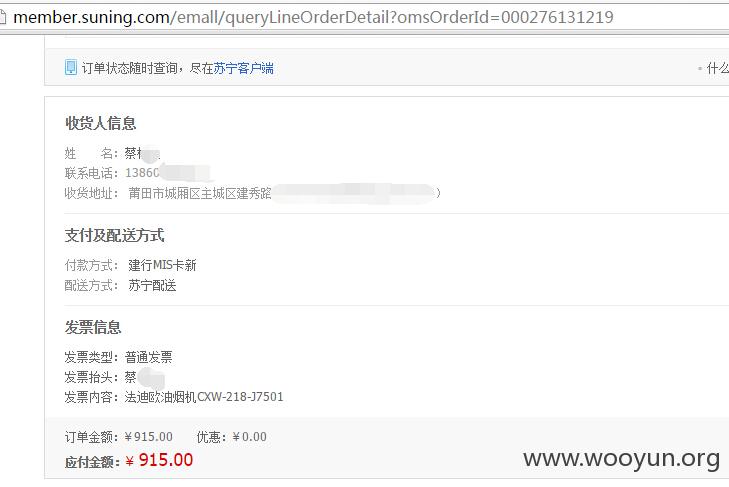 member.suning.com/emall/queryLineOrderDetail?omsOrderId=000276131219
订单状态随时查询，尽在苏宁客户端
什么
收货人信息
姓 名：蔡
联系电话：13860
收货地址： 莆田市城厢区主城区建秀路 ）
支付及配送方式
付款方式： 建行MIS卡新
配送方式： 苏宁配送
发票信息
发票类型：普通发票
发票抬头：蔡
发票内容：法迪欧油烟机CXW-218-J7501
订单金额：￥915.00 优惠：￥0.00
应付金额：￥915.00
www.wooyun.org